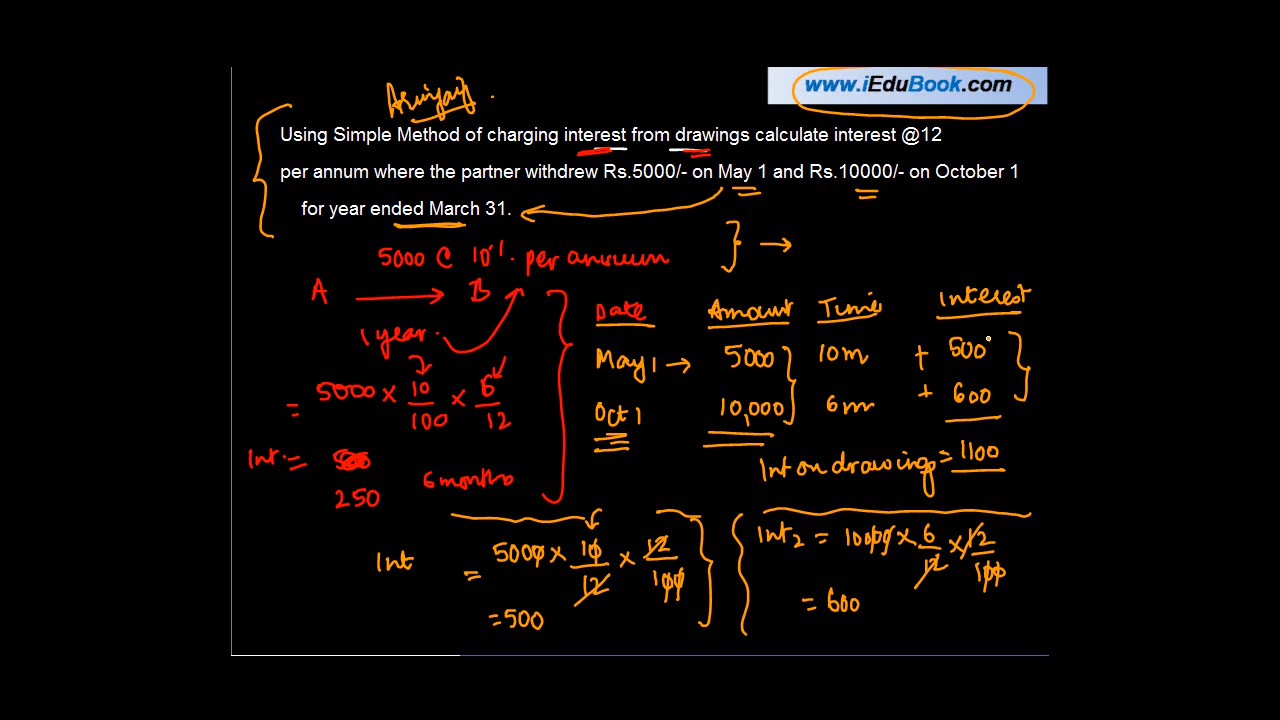 www.iEduBook.com
Using Simple Method of charging interest from drawings calculate interest @12
per annum where the partner withdrew Rs.5000/- on May 1 and Rs.10000/- on October 1
for year ended March 31.
5000 @ 10%. per annum
A → B
1 year.
= 5000 × 10/100 × 6/12
Int. =
250 6 months
Date Amount Time Interest
May 1 → 5000 10m + 500
Oct 1 10,000 6m + 600
Int on drawings = 1100
Int = 5000 × 10/12 × 12/100
= 500
Int2 = 10000 × 6/12 × 12/100
= 600